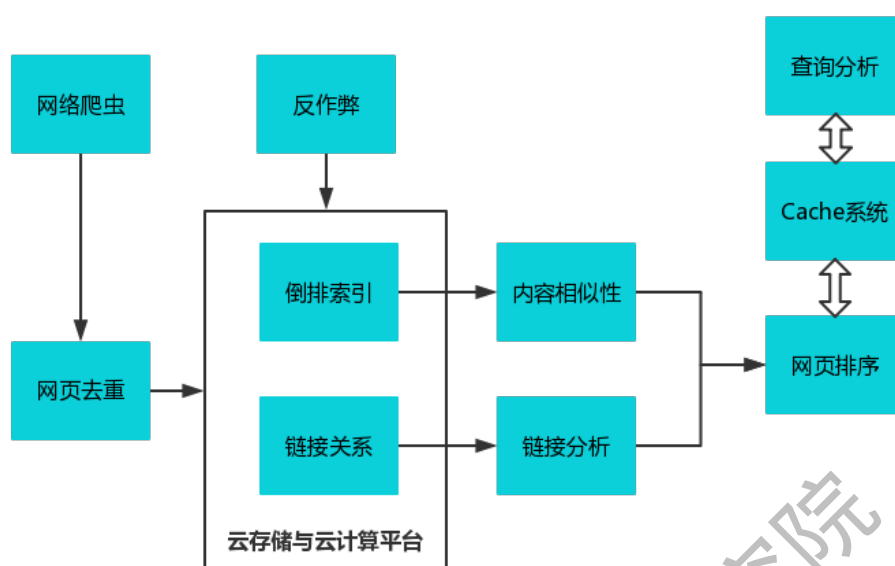 查询分析
网络爬虫
反作弊
Cache系统
倒排索引
内容相似性
网页排序
网页去重
链接关系
链接分析
云存储与云计算平台